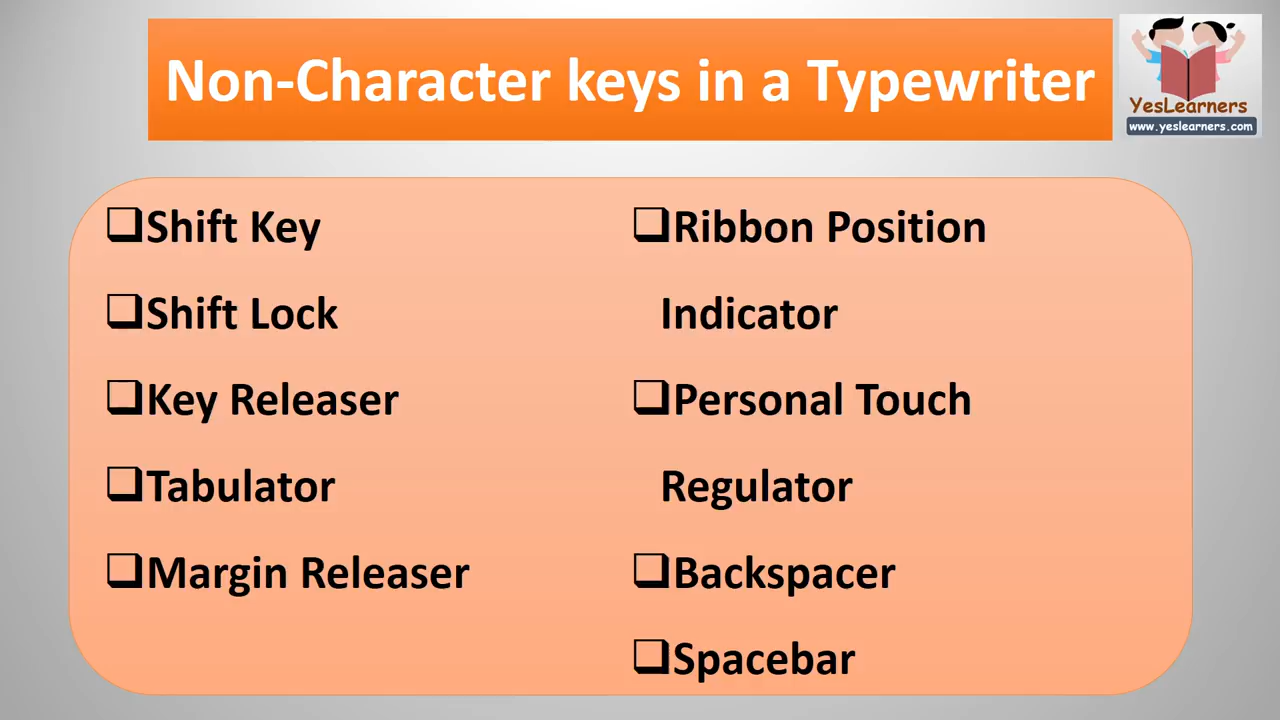 Non-Character keys in a Typewriter
YesLearners
www.yeslearners.com
❑Shift Key
❑Shift Lock
❑Key Releaser
❑Tabulator
❑Margin Releaser
❑Ribbon Position
Indicator
❑Personal Touch
Regulator
❑Backspacer
❑Spacebar